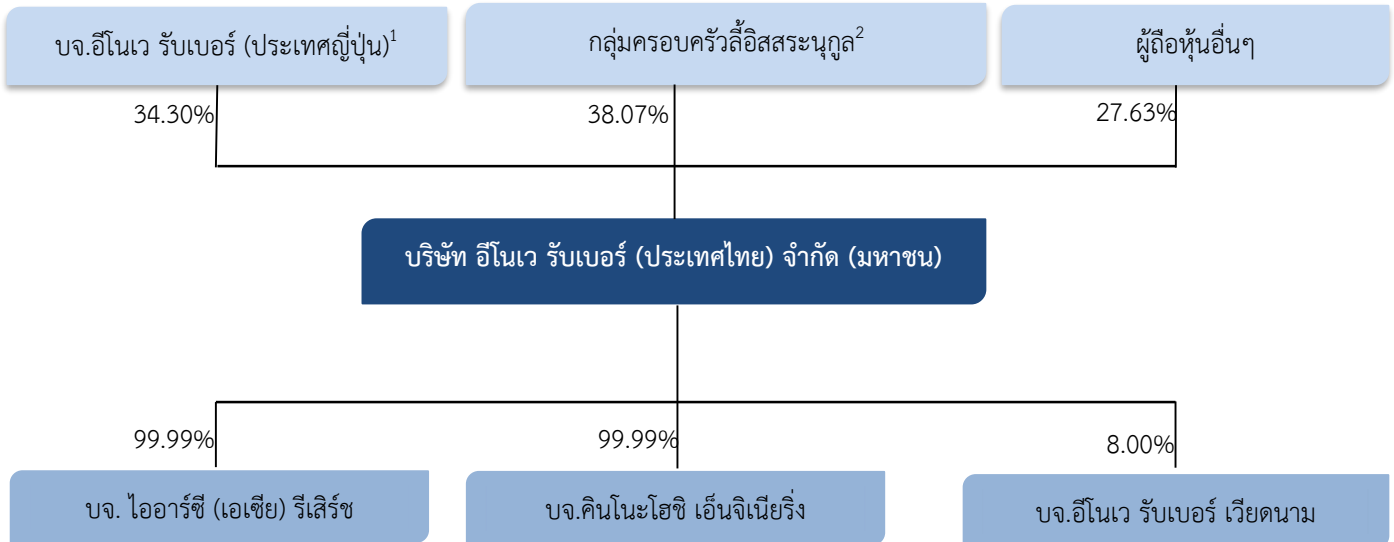 บจ.อีโนเว รับเบอร์ (ประเทศญี่ปุ่น)1
กลุ่มครอบครัวลี้อิสสระนุกูล2
ผู้ถือหุ้นอื่นๆ
34.30%
38.07%
27.63%
บริษัท อีโนเว รับเบอร์ (ประเทศไทย) จำกัด (มหาชน)
99.99%
99.99%
8.00%
บจ. ไออาร์ซี (เอเซีย) รีเสิร์ช
บจ.คินโนะโฮชิ เอ็นจิเนียริ่ง
บจ.อีโนเว รับเบอร์ เวียดนาม